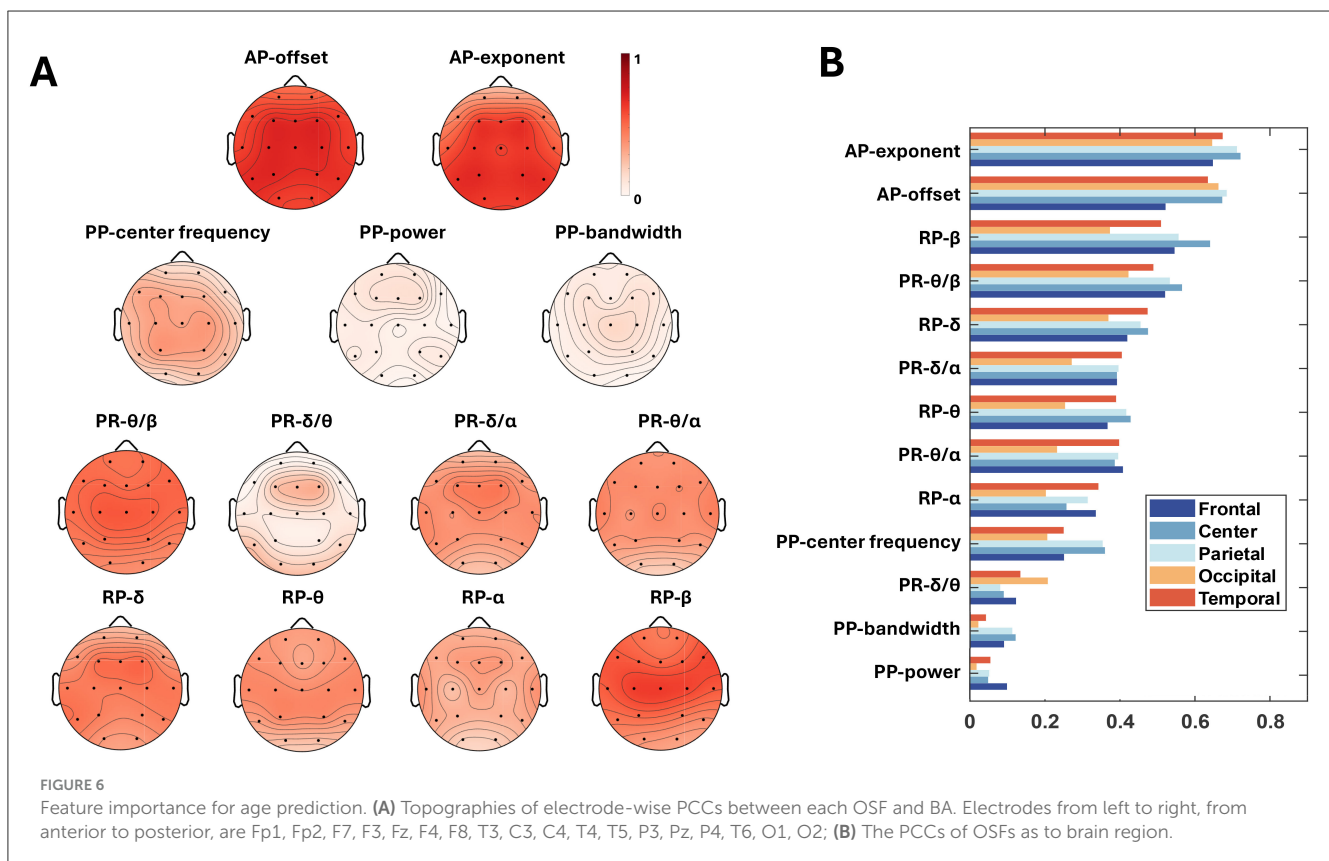 A
AP-offset
AP-exponent
1
0
PP-center frequency
PP-power
PP-bandwidth
PR-θ/β
PR-δ/θ
PR-δ/α
PR-θ/α
RP-δ
RP-θ
RP-α
RP-β
B
AP-exponent
AP-offset
RP-β
PR-θ/β
RP-δ
PR-δ/α
RP-θ
PR-θ/α
RP-α
PP-center frequency
PR-δ/θ
PP-bandwidth
PP-power
Frontal
Center
Parietal
Occipital
Temporal
0 0.2 0.4 0.6 0.8
FIGURE 6
Feature importance for age prediction. (A) Topographies of electrode-wise PCCs between each OSF and BA. Electrodes from left to right, from
anterior to posterior, are Fp1, Fp2, F7, F3, Fz, F4, F8, T3, C3, C4, T4, T5, P3, Pz, P4, T6, O1, O2; (B) The PCCs of OSFs as to brain region.